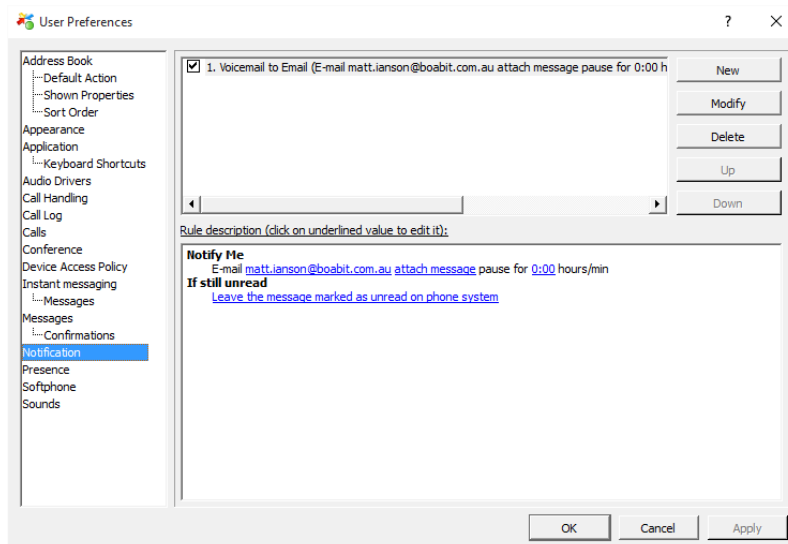 User Preferences
?
Address Book
Default Action
Shown Properties
Sort Order
Appearance
Application
Keyboard Shortcuts
Audio Drivers
Call Handling
Call Log
Calls
Conference
Device Access Policy
Instant messaging
Messages
Messages
Confirmations
Notification
Presence
Softphone
Sounds
1. Voicemail to Email (E-mail matt.ianson@boabit.com.au attach message pause for 0:00 h
New
Modify
Delete
Up
Down
Rule description (click on underlined value to edit it):
Notify Me
E-mail matt.ianson@boabit.com.au attach message pause for 0:00 hours/min
If still unread
Leave the message marked as unread on phone system
OK
Cancel
Apply